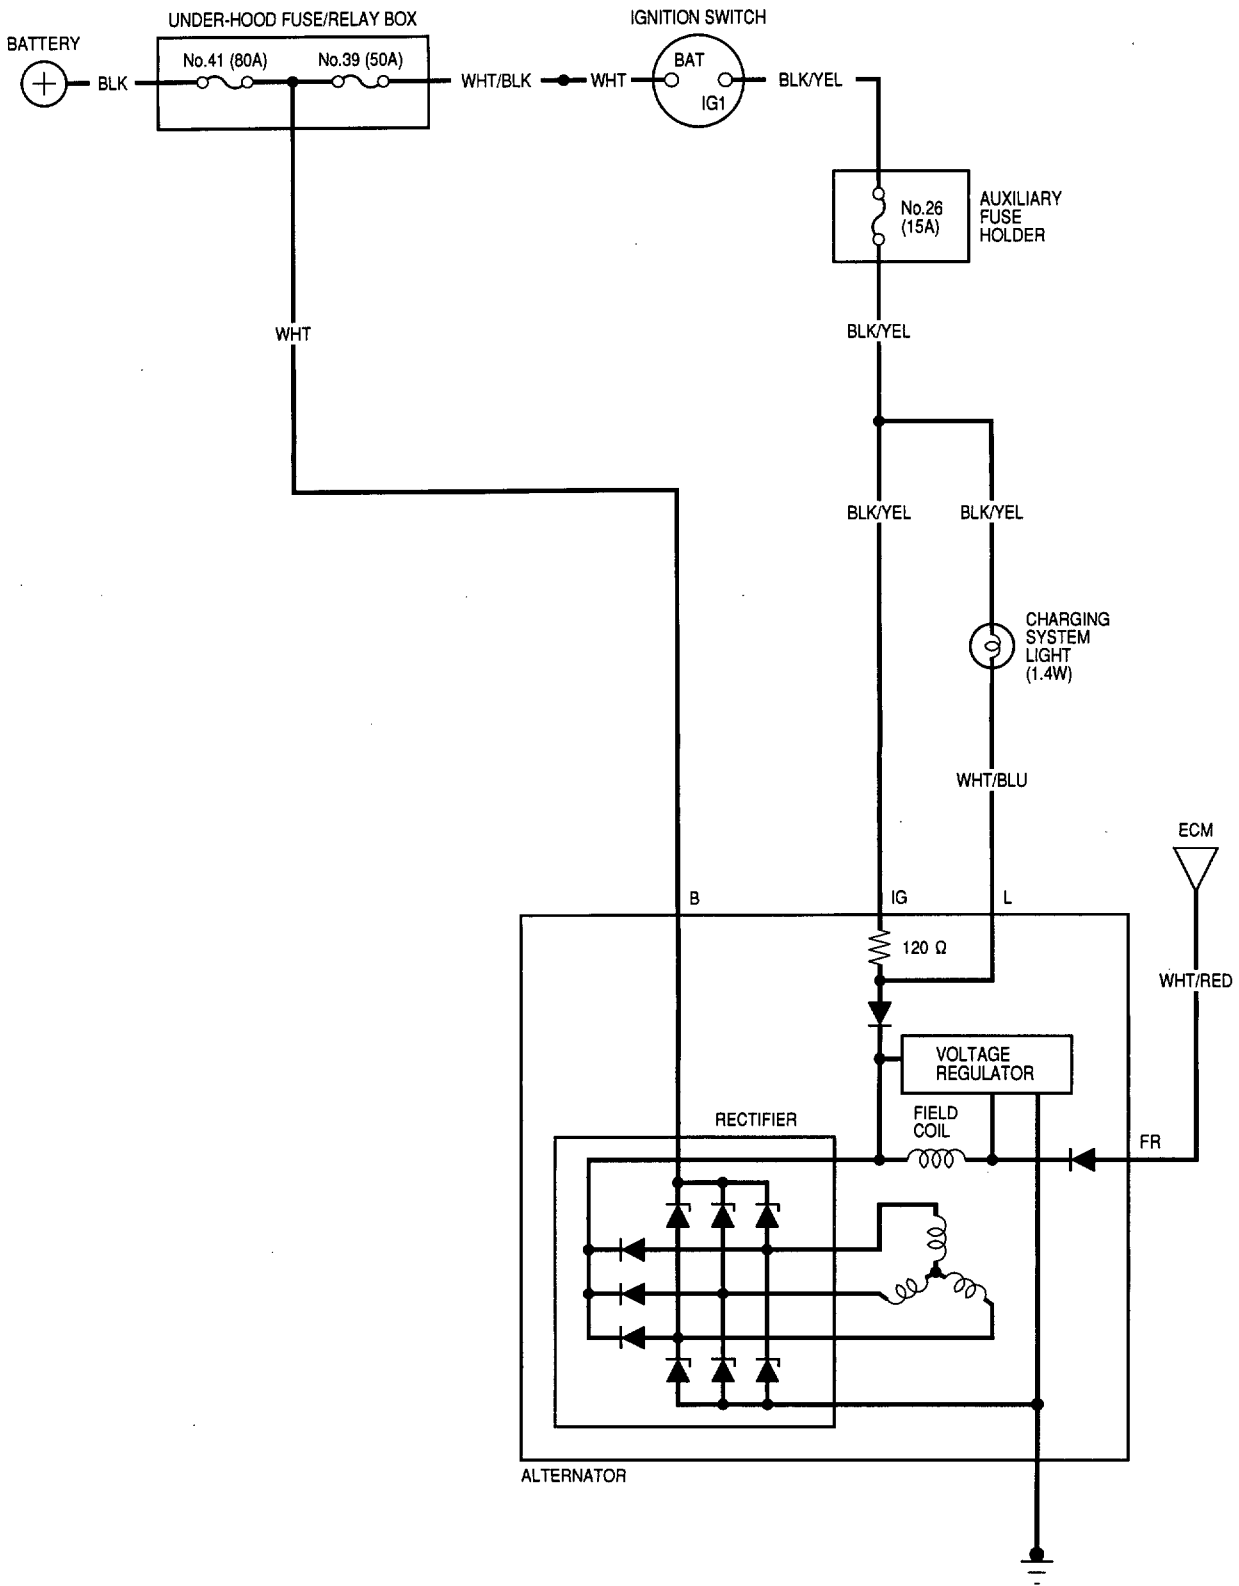 UNDER-HOOD FUSE/RELAY BOX
IGNITION SWITCH
BATTERY
No.41 (80A)
No.39 (50A)
BAT
IG1
+
BLK
WHT/BLK
WHT
BLK/YEL
No.26
(15A)
AUXILIARY
FUSE
HOLDER
WHT
BLK/YEL
BLK/YEL
BLK/YEL
CHARGING
SYSTEM
LIGHT
(1.4W)
WHT/BLU
ECM
B
IG
L
120 Ω
WHT/RED
VOLTAGE
REGULATOR
RECTIFIER
FIELD
COIL
FR
ALTERNATOR